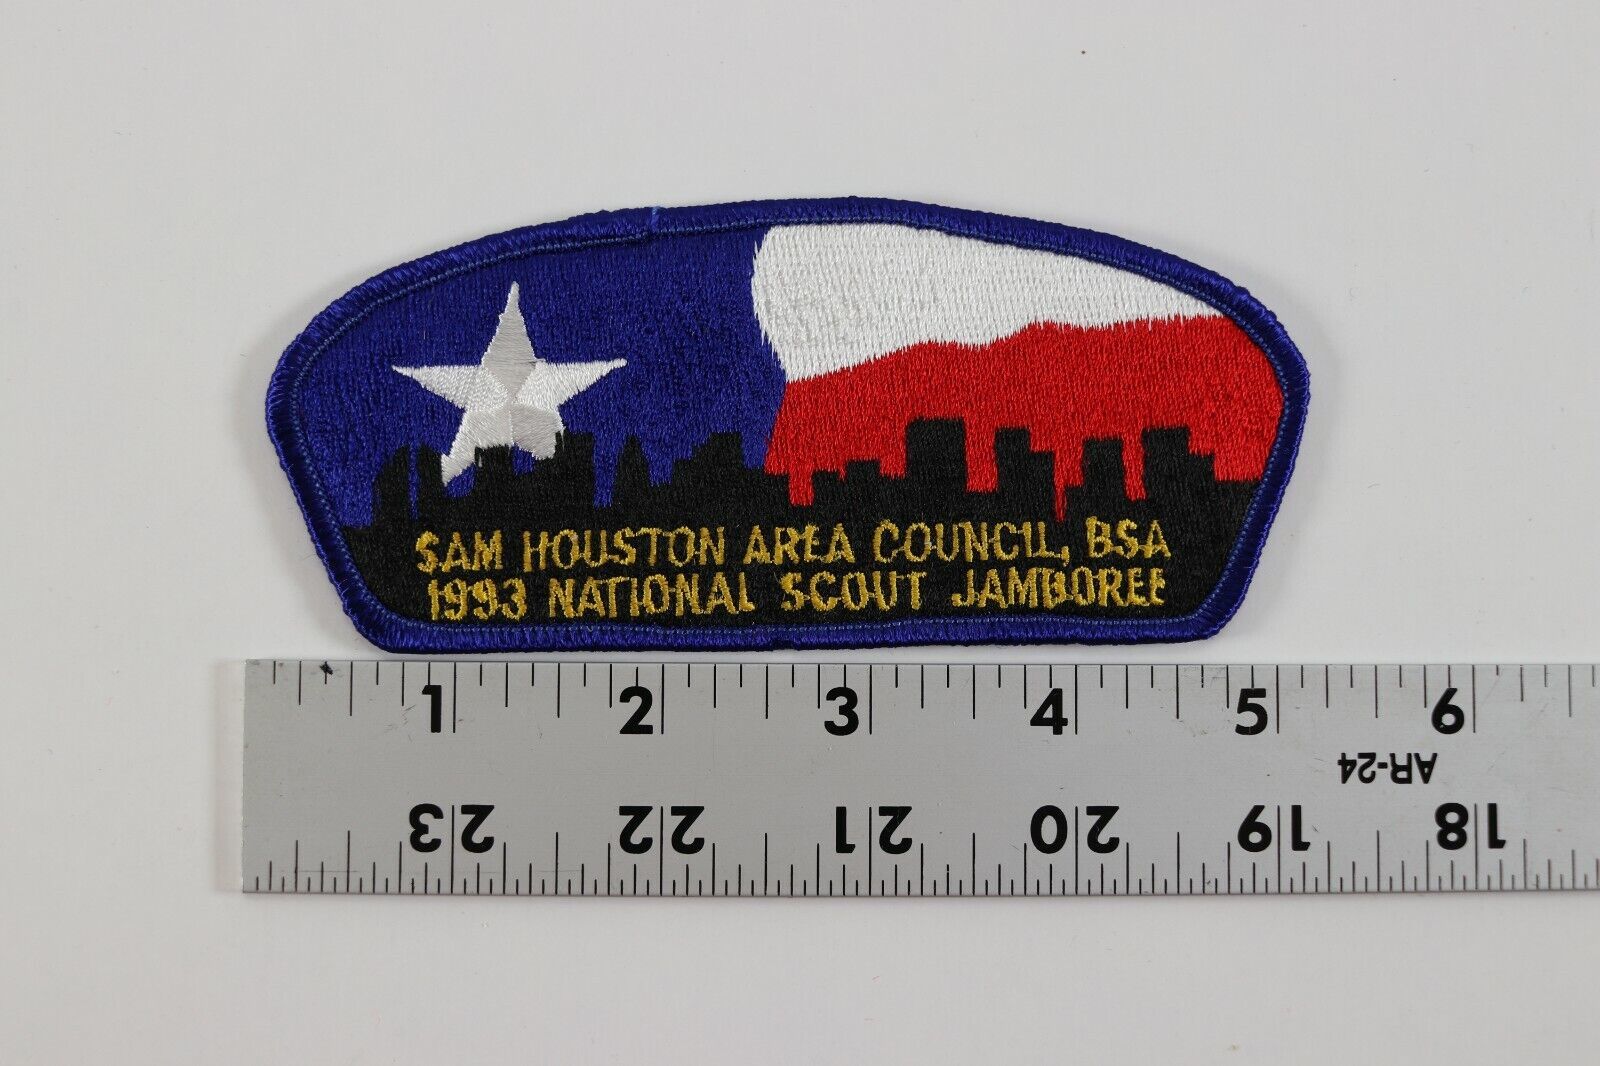 SAM HOUSTON AREA COUNCIL, BSA
1993 NATIONAL SCOUT JAMBOREE
1 2 3 4 5 6
AR-24
23 22 21 20 19 18